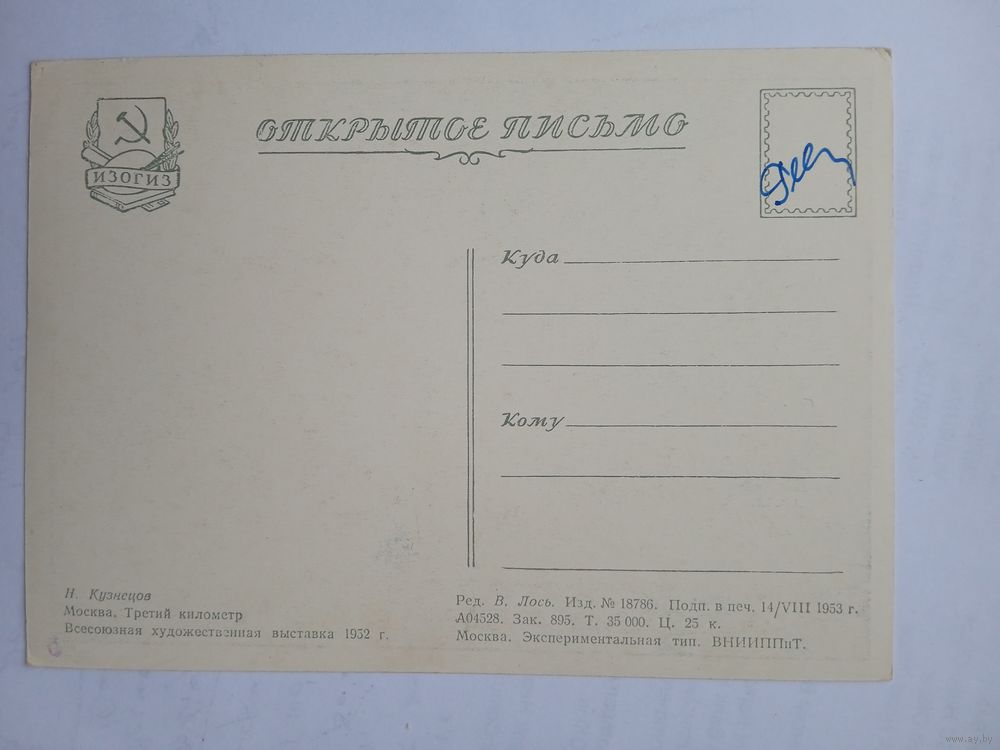 ИЗОГИЗ
ОТКРЫТОЕ ПИСЬМО
Куда
Кому
Н. Кузнецов
Москва. Третий километр
Всесоюзная художественная выставка 1952 г.
Ред. В. Лось. Изд. № 18786. Подп. в печ. 14/VIII 1953 г.
А04528. Зак. 895. Т. 35 000. Ц. 25 к.
Москва. Экспериментальная тип. ВНИИППиТ.
www.ay.by